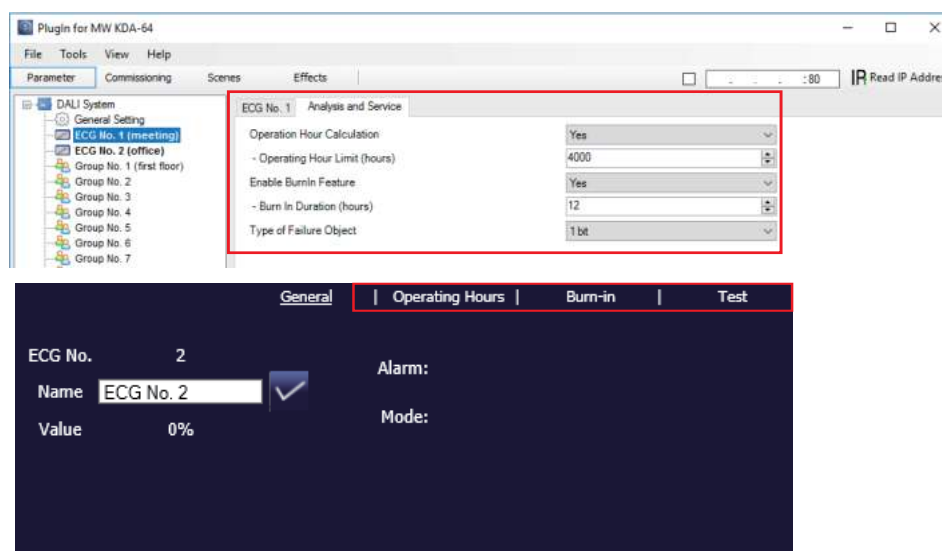 PlugIn for MW KDA-64
File Tools View Help
Parameter Commissioning Scenes Effects . . . :80 IP Read IP Addre
DALI System
General Setting
ECG No. 1 (meeting)
ECG No. 2 (office)
Group No. 1 (first floor)
Group No. 2
Group No. 3
Group No. 4
Group No. 5
Group No. 6
Group No. 7
ECG No. 1 Analysis and Service
Operation Hour Calculation Yes
- Operating Hour Limit (hours) 4000
Enable BurnIn Feature Yes
- Burn In Duration (hours) 12
Type of Failure Object 1 bit
General | Operating Hours | Burn-in | Test
ECG No. 2
Name ECG No. 2
Value 0%
Alarm:
Mode: